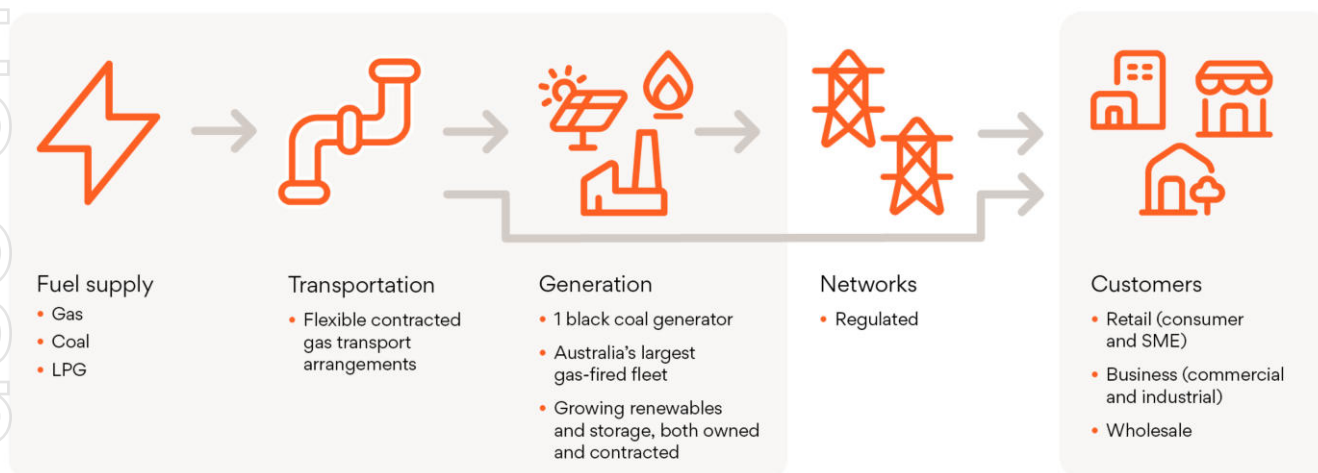 Fuel supply
• Gas
• Coal
• LPG
Transportation
• Flexible contracted
gas transport
arrangements
Generation
• 1 black coal generator
• Australia’s largest
gas-fired fleet
• Growing renewables
and storage, both owned
and contracted
Networks
• Regulated
Customers
• Retail (consumer
and SME)
• Business (commercial
and industrial)
• Wholesale